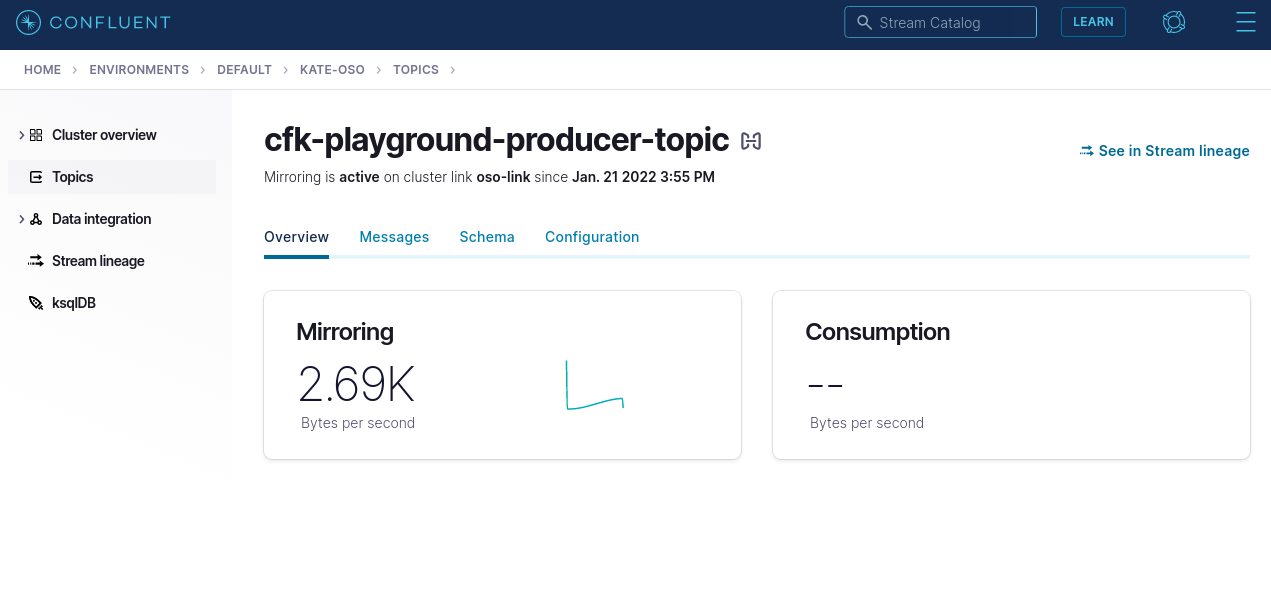 CONFLUENT
Stream Catalog
LEARN
HOME > ENVIRONMENTS > DEFAULT > KATE-OSO > TOPICS >
Cluster overview
Topics
Data integration
Stream lineage
ksqlDB
cfk-playground-producer-topic
See in Stream lineage
Mirroring is active on cluster link oso-link since Jan. 21 2022 3:55 PM
Overview Messages Schema Configuration
Mirroring
2.69K
Bytes per second
Consumption
--
Bytes per second